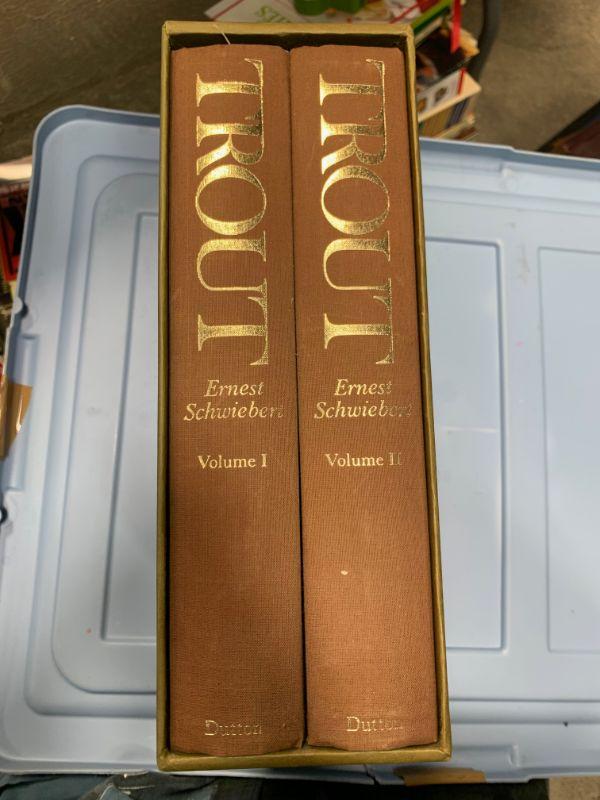 TROUT
Ernest
Schwiebert
Volume I
Dutton
TROUT
Ernest
Schwiebert
Volume II
Dutton